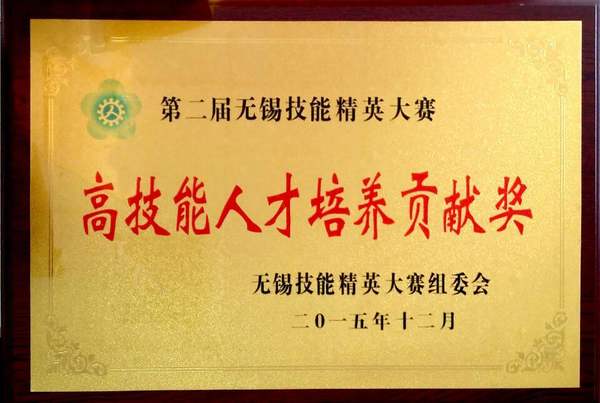 第二届无锡技能精英大赛
高技能人才培养贡献奖
无锡技能精英大赛组委会
二〇一五年十二月